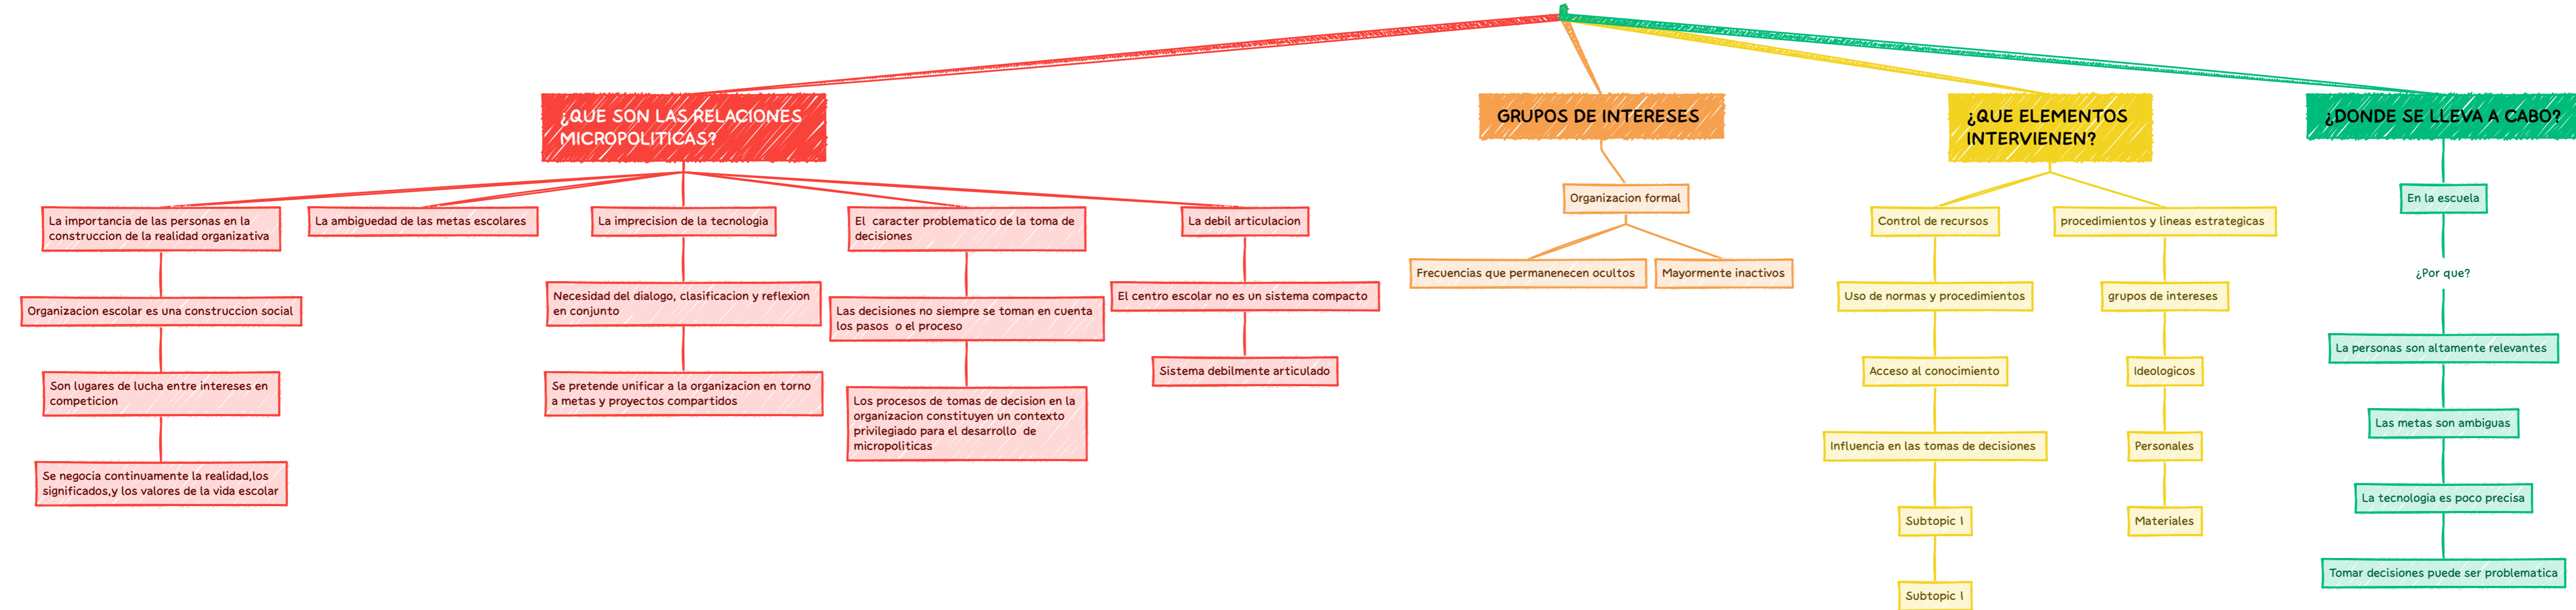 ¿QUE SON LAS RELACIONES
MICROPOLITICAS?
La importancia de las personas en la
construccion de la realidad organizativa
Organizacion escolar es una construccion social
Son lugares de lucha entre intereses en
competicion
Se negocia continuamente la realidad,los
significados,y los valores de la vida escolar
La ambiguedad de las metas escolares
La imprecision de la tecnologia
Necesidad del dialogo, clasificacion y reflexion
en conjunto
Se pretende unificar a la organizacion en torno
a metas y proyectos compartidos
El caracter problematico de la toma de
decisiones
Las decisiones no siempre se toman en cuenta
los pasos o el proceso
Los procesos de tomas de decision en la
organizacion constituyen un contexto
privilegiado para el desarrollo de
micropoliticas
La debil articulacion
El centro escolar no es un sistema compacto
Sistema debilmente articulado
GRUPOS DE INTERESES
Organizacion formal
Frecuencias que permanenecen ocultos
Mayormente inactivos
¿QUE ELEMENTOS
INTERVIENEN?
Control de recursos
Uso de normas y procedimientos
Acceso al conocimiento
Influencia en las tomas de decisiones
Subtopic 1
Subtopic 1
procedimientos y lineas estrategicas
grupos de intereses
Ideologicos
Personales
Materiales
¿DONDE SE LLEVA A CABO?
En la escuela
¿Por que?
La personas son altamente relevantes
Las metas son ambiguas
La tecnologia es poco precisa
Tomar decisiones puede ser problematica